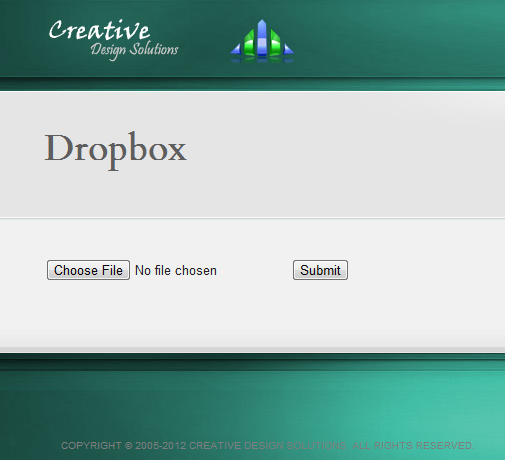 Creative
Design Solutions
Dropbox
Choose File No file chosen Submit
COPYRIGHT © 2005-2012 CREATIVE DESIGN SOLUTIONS. ALL RIGHTS RESERVED.